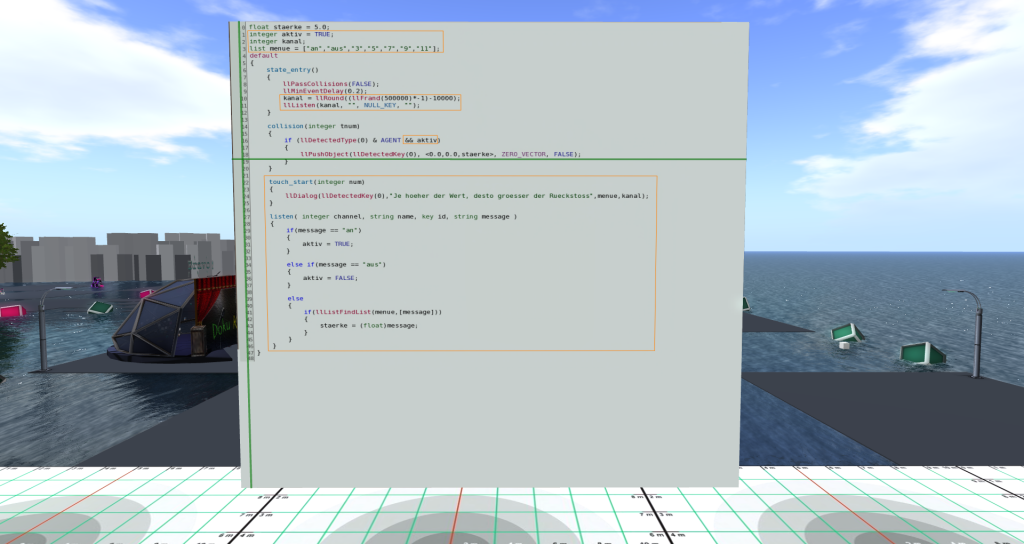 float staerke = 5.0;
integer aktiv = TRUE;
integer kanal;
list menue = ["an","aus","3","5","7","9","11"];
default
{
state_entry()
{
llPassCollisions(FALSE);
llMinEventDelay(0.2);
kanal = llRound((llFrand(500000)*-1)-10000);
llListen(kanal, "", NULL_KEY, "");
}
collision(integer tnum)
{
if (llDetectedType(0) & AGENT && aktiv)
{
llPushObject(llDetectedKey(0), <0.0,0.0,staerke>, ZERO_VECTOR, FALSE);
}
}
touch_start(integer num)
{
llDialog(llDetectedKey(0),"Je hoeher der Wert, desto groesser der Rueckstoss",menue,kanal);
}
listen( integer channel, string name, key id, string message )
{
if(message == "an")
{
aktiv = TRUE;
}
else if(message == "aus")
{
aktiv = FALSE;
}
else
{
if(llListFindList(menue,[message]))
{
staerke = (float)message;
}
}
}
}